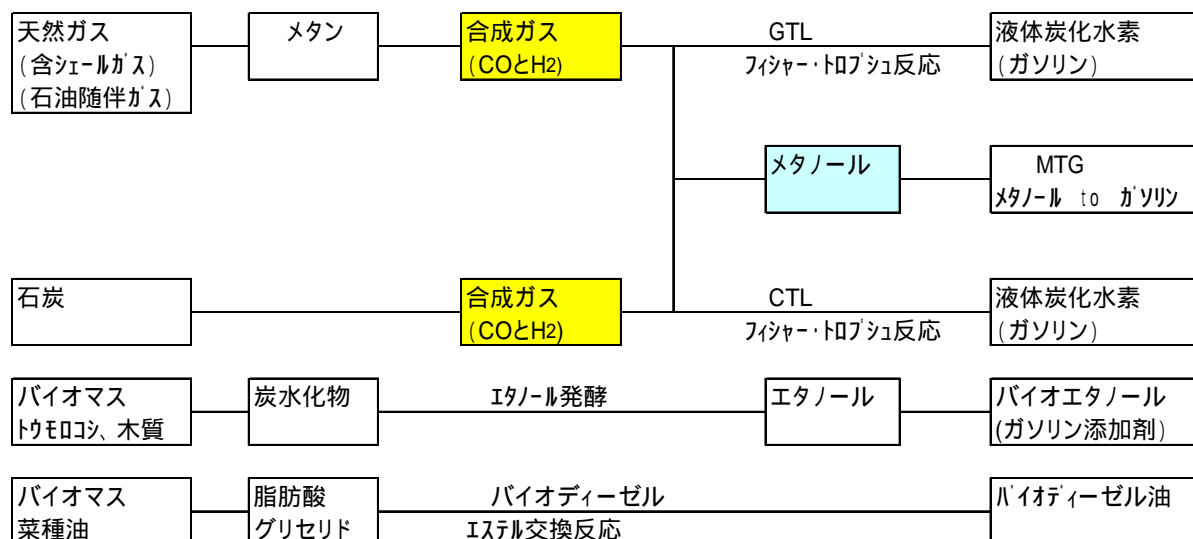 天然ガス
(含シェールガス)
(石油随伴ガス)
メタン
合成ガス
(COとH2)
GTL
フィシャー・トロプシュ反応
液体炭化水素
(ガソリン)
メタノール
MTG
メタノール to ガソリン
石炭
合成ガス
(COとH2)
CTL
フィシャー・トロプシュ反応
液体炭化水素
(ガソリン)
バイオマス
トウモロコシ、木質
炭水化物
エタノール発酵
エタノール
バイオエタノール
(ガソリン添加剤)
バイオマス
菜種油
脂肪酸
グリセリド
バイオディーゼル
エステル交換反応
バイオディーゼル油